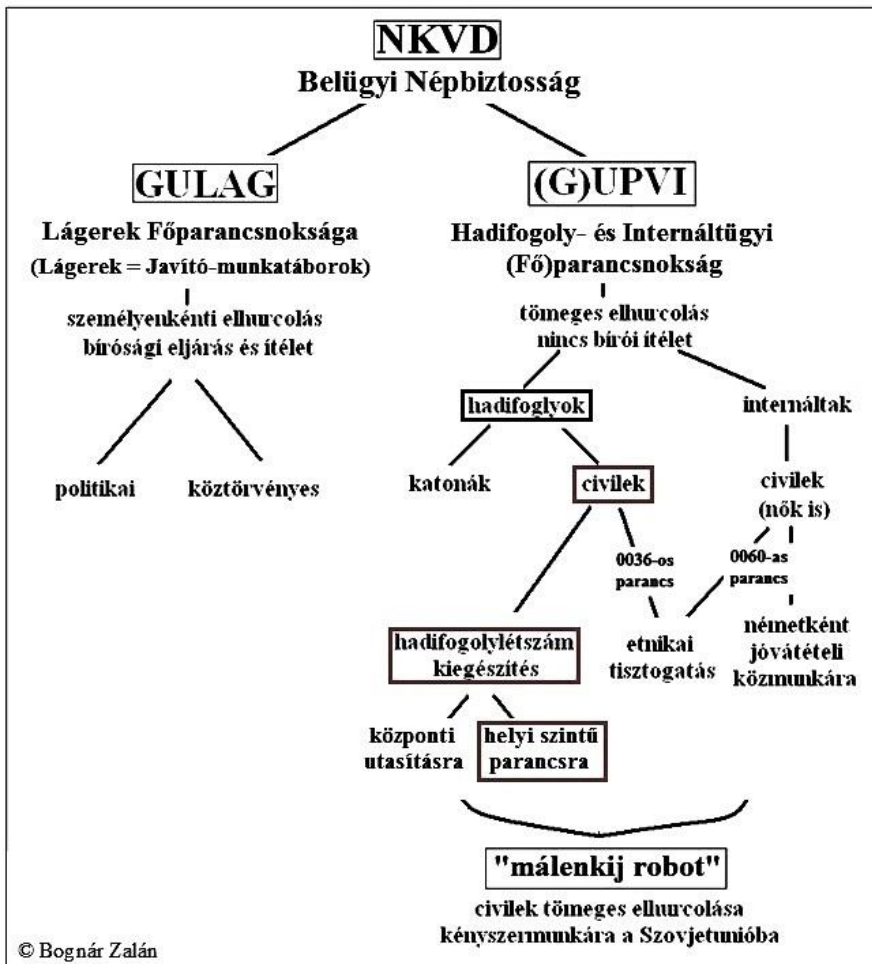 NKVD
Belügyi Népbiztosság
GULAG
Lágerek Főparancsnoksága
(Lágerek = Javító-munkatáborok)
személyenkénti elhurcolás
bírósági eljárás és ítélet
politikai
köztörvényes
(G)UPVI
Hadifogoly- és Internáltügyi
(Fő)parancsnokság
tömeges elhurcolás
nincs bírói ítélet
hadifoglyok
internáltak
katonák
civilek
civilek
(nők is)
0036-os
parancs
0060-as
parancs
hadifogolylétszám
kiegészítés
etnikai
tisztogatás
németként
jóvátételi
közmunkára
központi
utasításra
helyi szintű
parancsra
"málenkij robot"
civilek tömeges elhurcolása
kényszermunkára a Szovjetunióba
© Bognár Zalán